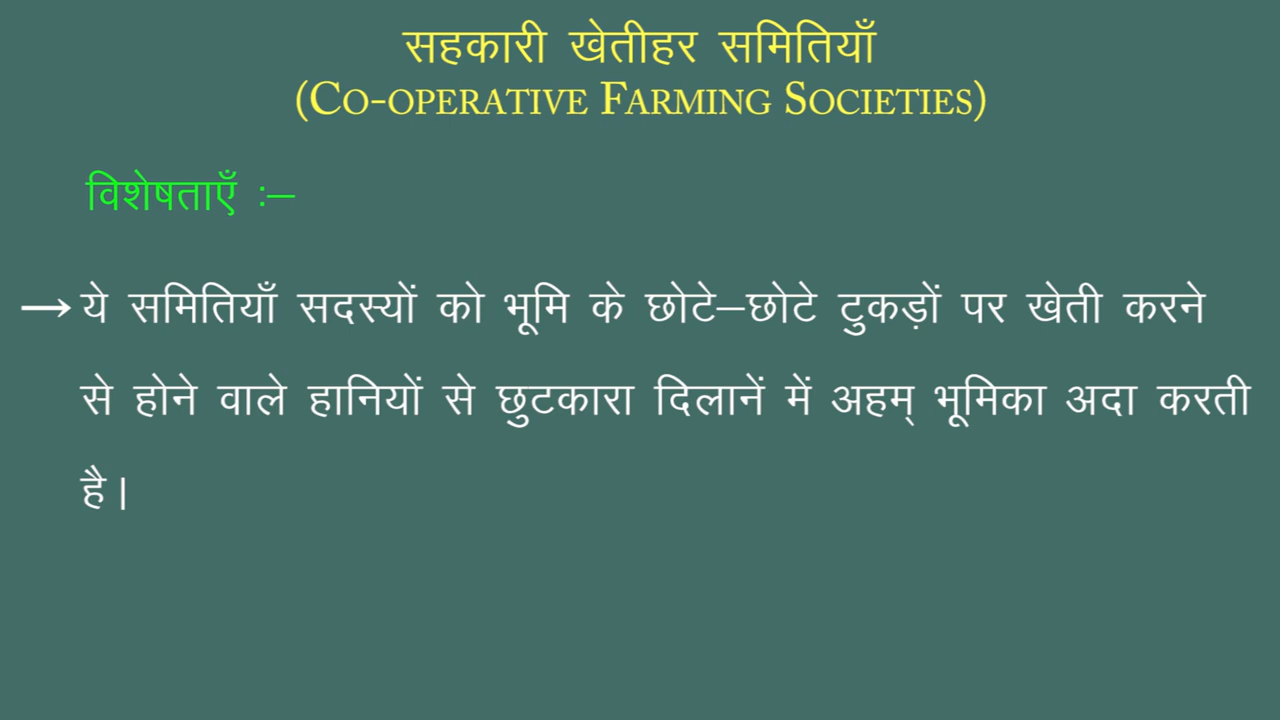 सहकारी खेतीहर समितियाँ
(CO-OPERATIVE FARMING SOCIETIES)
विशेषताएँ :–
→ ये समितियाँ सदस्यों को भूमि के छोटे–छोटे टुकड़ों पर खेती करने
से होने वाले हानियों से छुटकारा दिलानें में अहम् भूमिका अदा करती
है।